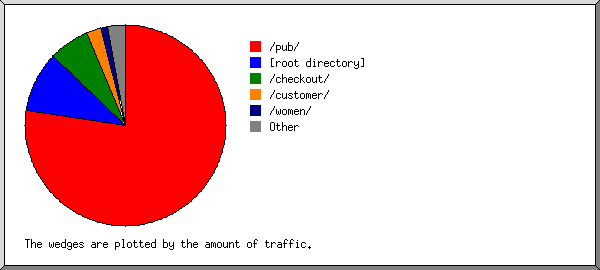 /pub/
[root directory]
/checkout/
/customer/
/women/
Other
The wedges are plotted by the amount of traffic.